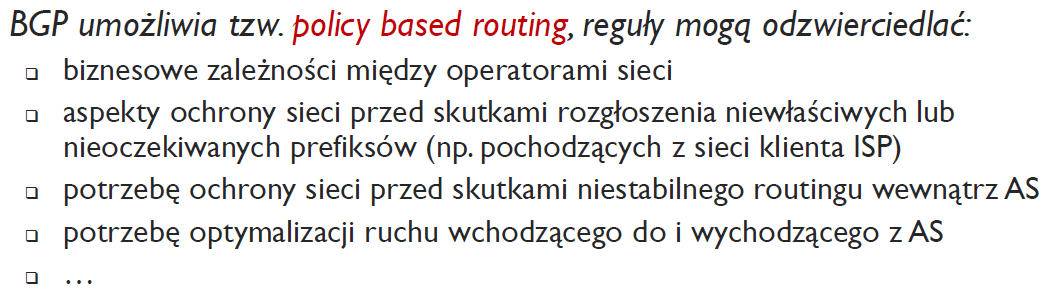 BGP umożliwia tzw. policy based routing, reguły mogą odzwierciedlać:
❑ biznesowe zależności między operatorami sieci
❑ aspekty ochrony sieci przed skutkami rozgłoszenia niewłaściwych lub
nieoczekiwanych prefiksów (np. pochodzących z sieci klienta ISP)
❑ potrzebę ochrony sieci przed skutkami niestabilnego routingu wewnątrz AS
❑ potrzebę optymalizacji ruchu wchodzącego do i wychodzącego z AS
❑ …